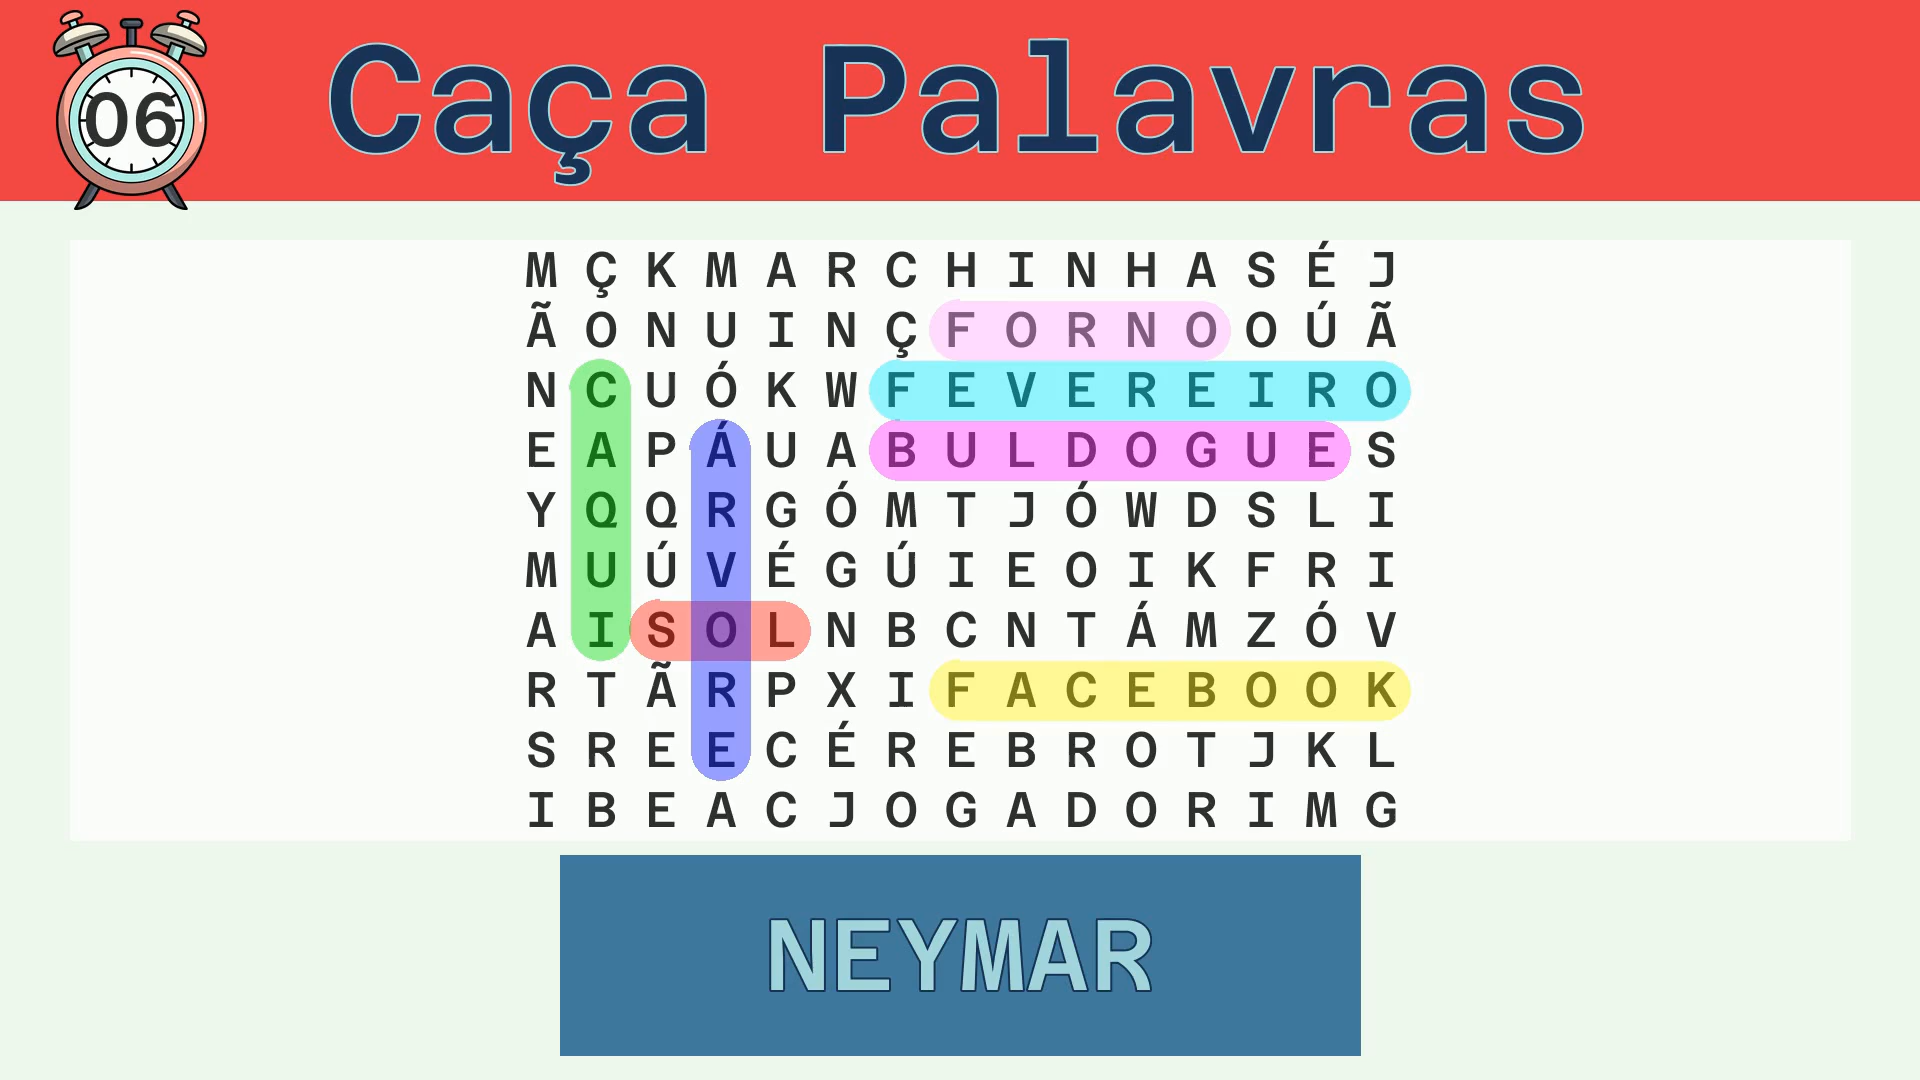 06
Caça Palavras
M Ç K M A R C H I N H A S É J
Ã O N U I N Ç F O R N O O Ú Ã
N C U Ó K W F E V E R E I R O
E A P Á U A B U L D O G U E S
Y Q Q R G Ó M T J Ó W D S L I
M U Ú V É G Ú I E O I K F R I
A I S O L N B C N T Á M Z Ó V
R T Ã R P X I F A C E B O O K
S R E E C É R E B R O T J K L
I B E A C J O G A D O R I M G
NEYMAR